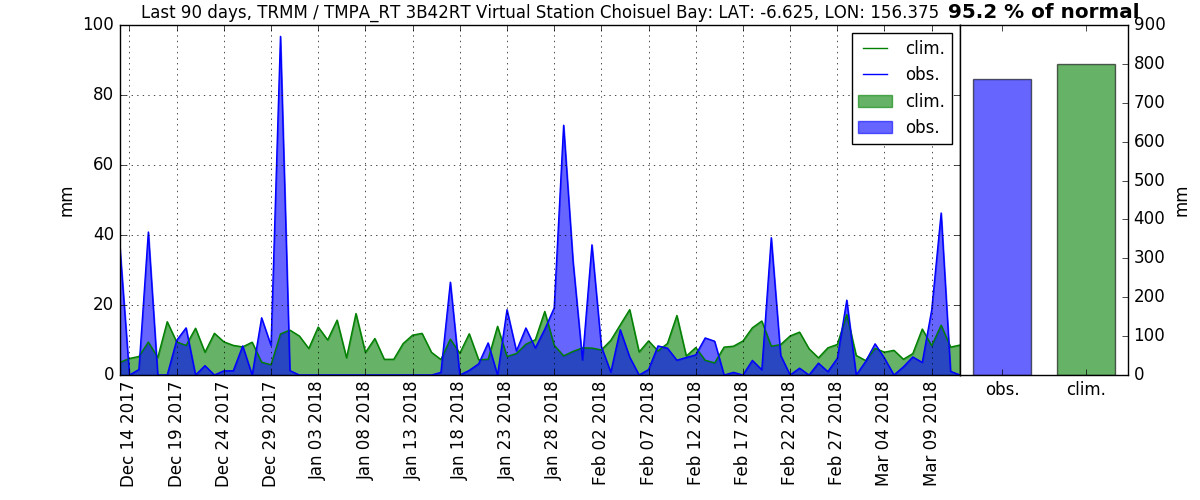 Last 90 days, TRMM / TMPA_RT 3B42RT Virtual Station Choisuel Bay: LAT: -6.625, LON: 156.375 95.2 % of normal
100
80
60
40
20
0
mm
clim.
obs.
clim.
obs.
Dec 14 2017
Dec 19 2017
Dec 24 2017
Dec 29 2017
Jan 03 2018
Jan 08 2018
Jan 13 2018
Jan 18 2018
Jan 23 2018
Jan 28 2018
Feb 02 2018
Feb 07 2018
Feb 12 2018
Feb 17 2018
Feb 22 2018
Feb 27 2018
Mar 04 2018
Mar 09 2018
900
800
700
600
500
400
300
200
100
0
mm
obs. clim.